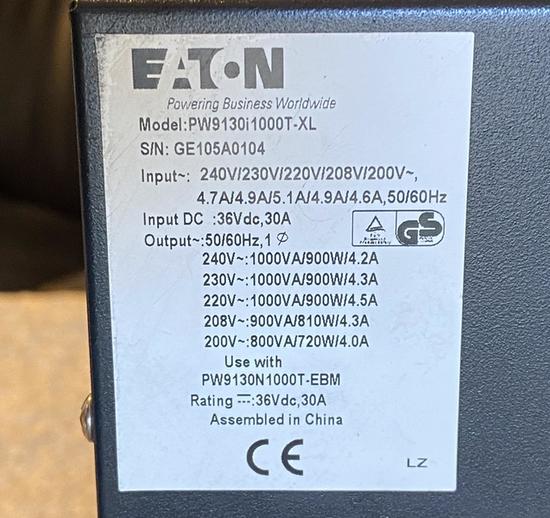 EATON
Powering Business Worldwide
Model:PW9130i1000T-XL
S/N: GE105A0104
Input~: 240V/230V/220V/208V/200V~,
4.7A/4.9A/5.1A/4.9A/4.6A,50/60Hz
Input DC :36Vdc,30A
Output~:50/60Hz,1 ∅
GS
240V~:1000VA/900W/4.2A
230V~:1000VA/900W/4.3A
220V~:1000VA/900W/4.5A
208V~:900VA/810W/4.3A
200V~:800VA/720W/4.0A
Use with
PW9130N1000T-EBM
Rating ⎓:36Vdc,30A
Assembled in China
CE
LZ